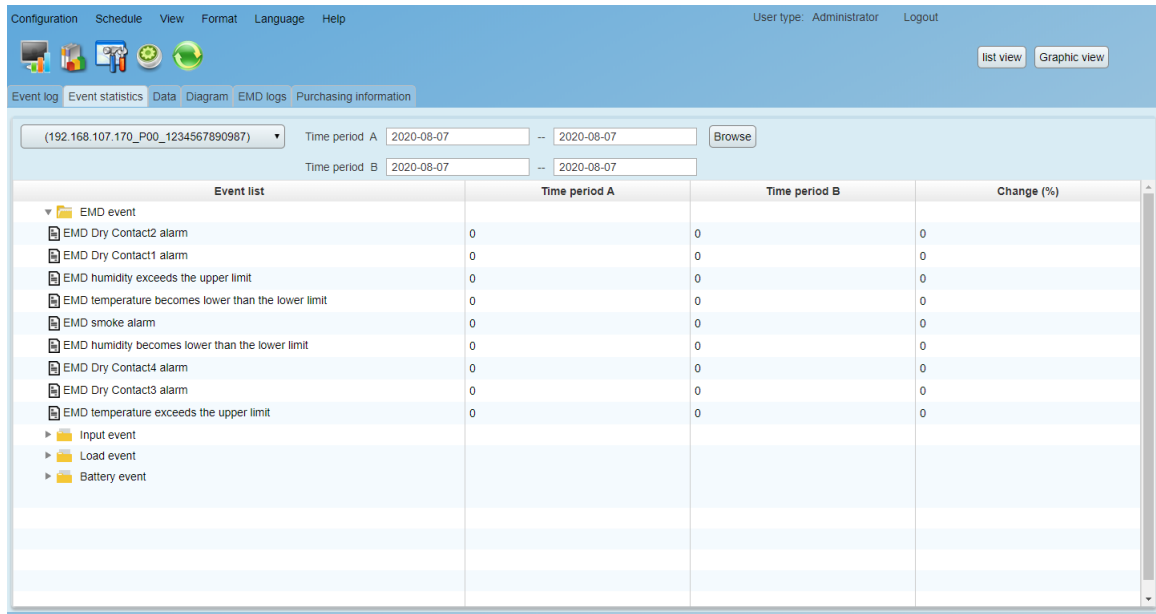 Configuration Schedule View Format Language Help User type: Administrator Logout
list view Graphic view
Event log Event statistics Data Diagram EMD logs Purchasing information
(192.168.107.170_P00_1234567890987) Time period A 2020-08-07 -- 2020-08-07 Browse
Time period B 2020-08-07 -- 2020-08-07
Event list Time period A Time period B Change (%)
EMD event
EMD Dry Contact2 alarm 0 0 0
EMD Dry Contact1 alarm 0 0 0
EMD humidity exceeds the upper limit 0 0 0
EMD temperature becomes lower than the lower limit 0 0 0
EMD smoke alarm 0 0 0
EMD humidity becomes lower than the lower limit 0 0 0
EMD Dry Contact4 alarm 0 0 0
EMD Dry Contact3 alarm 0 0 0
EMD temperature exceeds the upper limit 0 0 0
Input event
Load event
Battery event